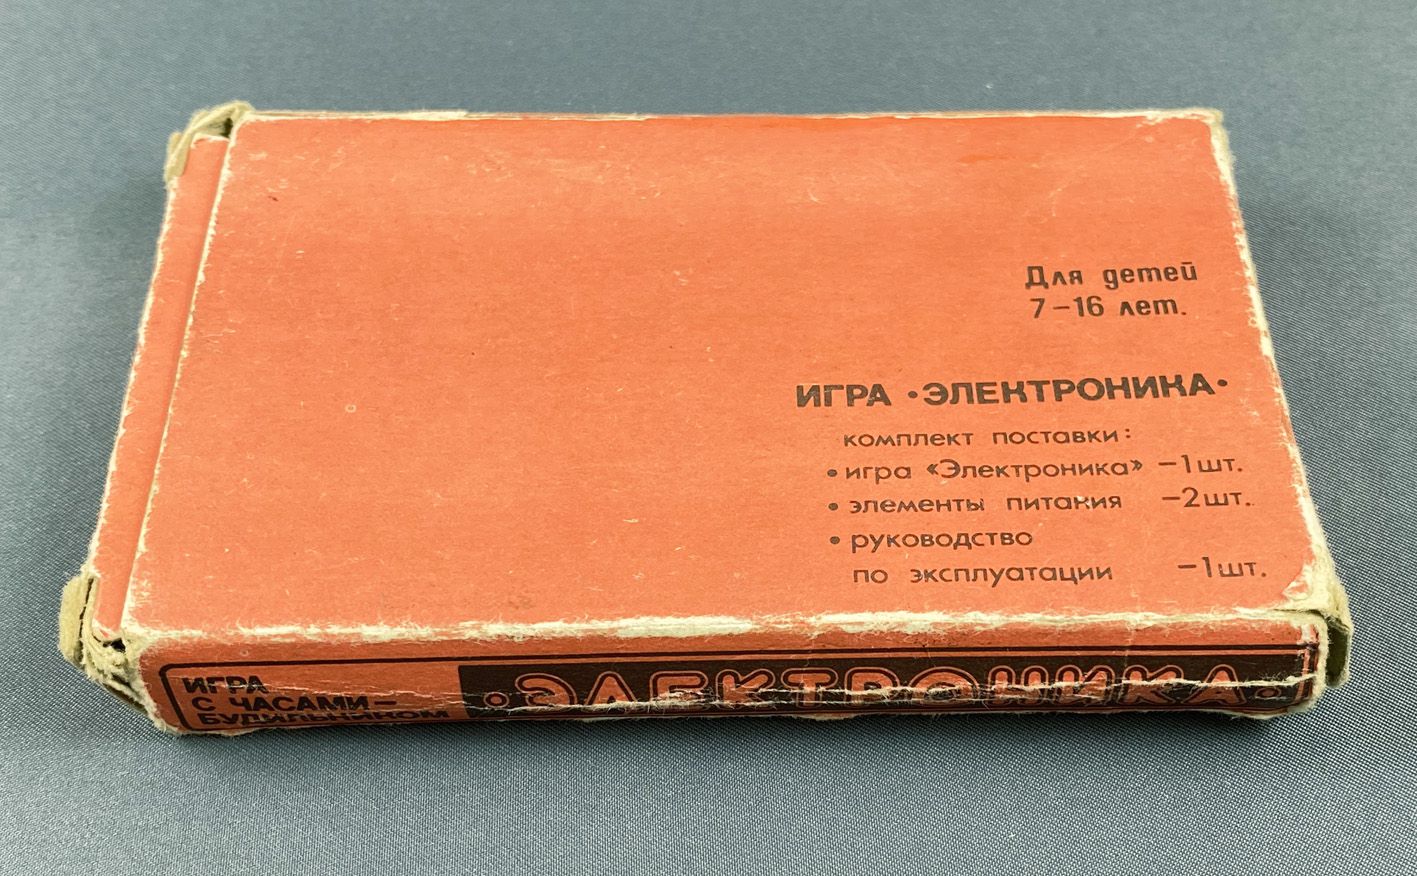 Для детей
7-16 лет.
ИГРА •ЭЛЕКТРОНИКА•
комплект поставки:
• игра «Электроника» -1шт.
• элементы питания -2шт.
• руководство
по эксплуатации -1шт.
ИГРА
С ЧАСАМИ-
БУДИЛЬНИКОМ
•ЭЛЕКТРОНИКА•